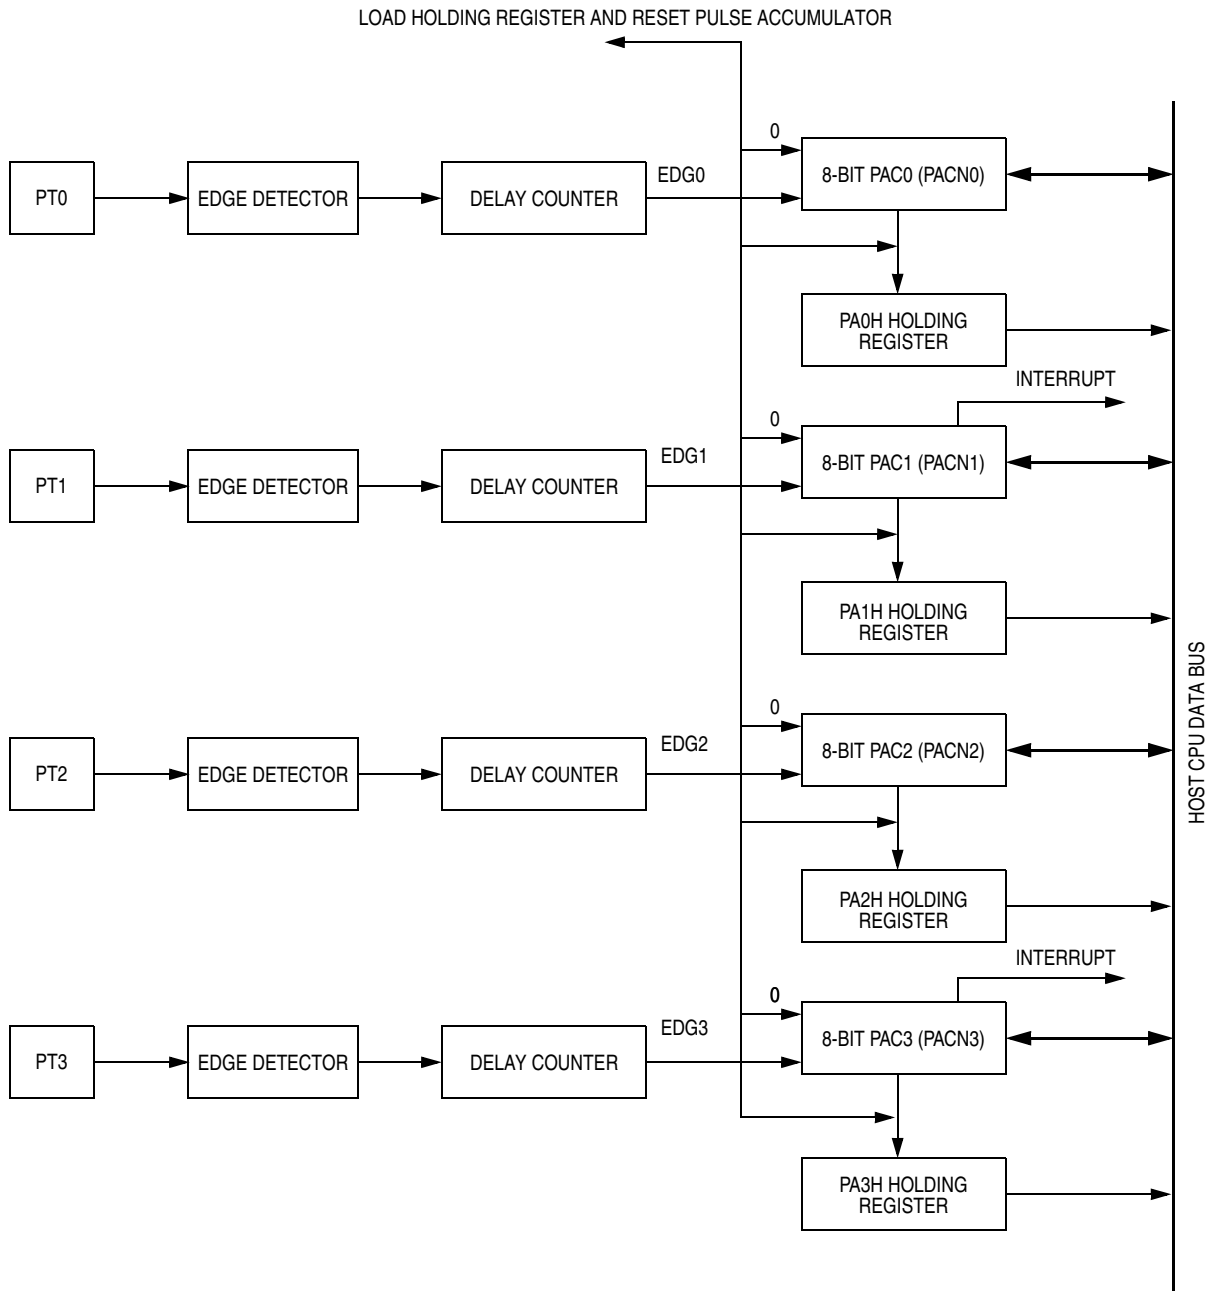 LOAD HOLDING REGISTER AND RESET PULSE ACCUMULATOR
0
PT0
EDGE DETECTOR
DELAY COUNTER
EDG0
8-BIT PAC0 (PACN0)
PA0H HOLDING
REGISTER
INTERRUPT
0
PT1
EDGE DETECTOR
DELAY COUNTER
EDG1
8-BIT PAC1 (PACN1)
PA1H HOLDING
REGISTER
HOST CPU DATA BUS
0
PT2
EDGE DETECTOR
DELAY COUNTER
EDG2
8-BIT PAC2 (PACN2)
PA2H HOLDING
REGISTER
INTERRUPT
0
PT3
EDGE DETECTOR
DELAY COUNTER
EDG3
8-BIT PAC3 (PACN3)
PA3H HOLDING
REGISTER